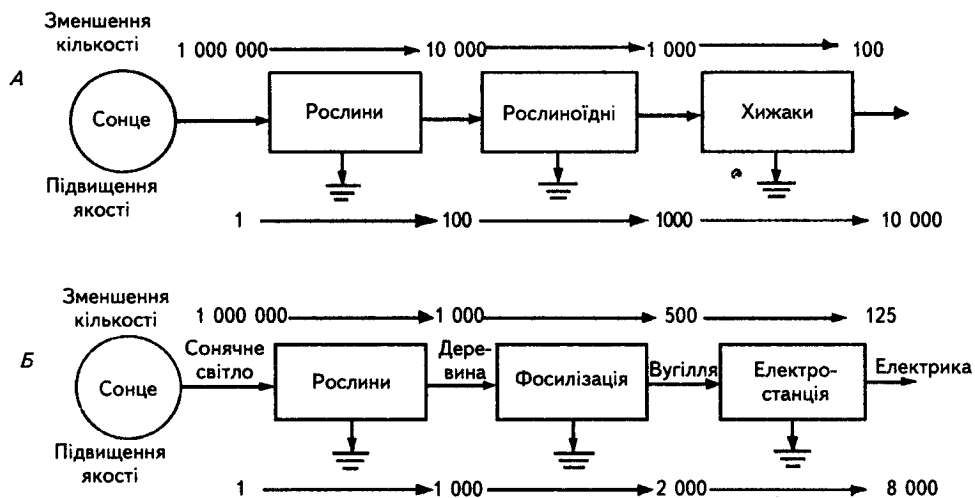 Зменшення
кількості
1 000 000 10 000 1 000 100
А
Сонце Рослини Рослиноїдні Хижаки
Підвищення
якості
1 100 1000 10 000
Зменшення
кількості
1 000 000 1 000 500 125
Б
Сонячне
світло
Дере-
вина
Вугілля
Електрика
Сонце Рослини Фосилізація Електро-
станція
Підвищення
якості
1 1 000 2 000 8 000